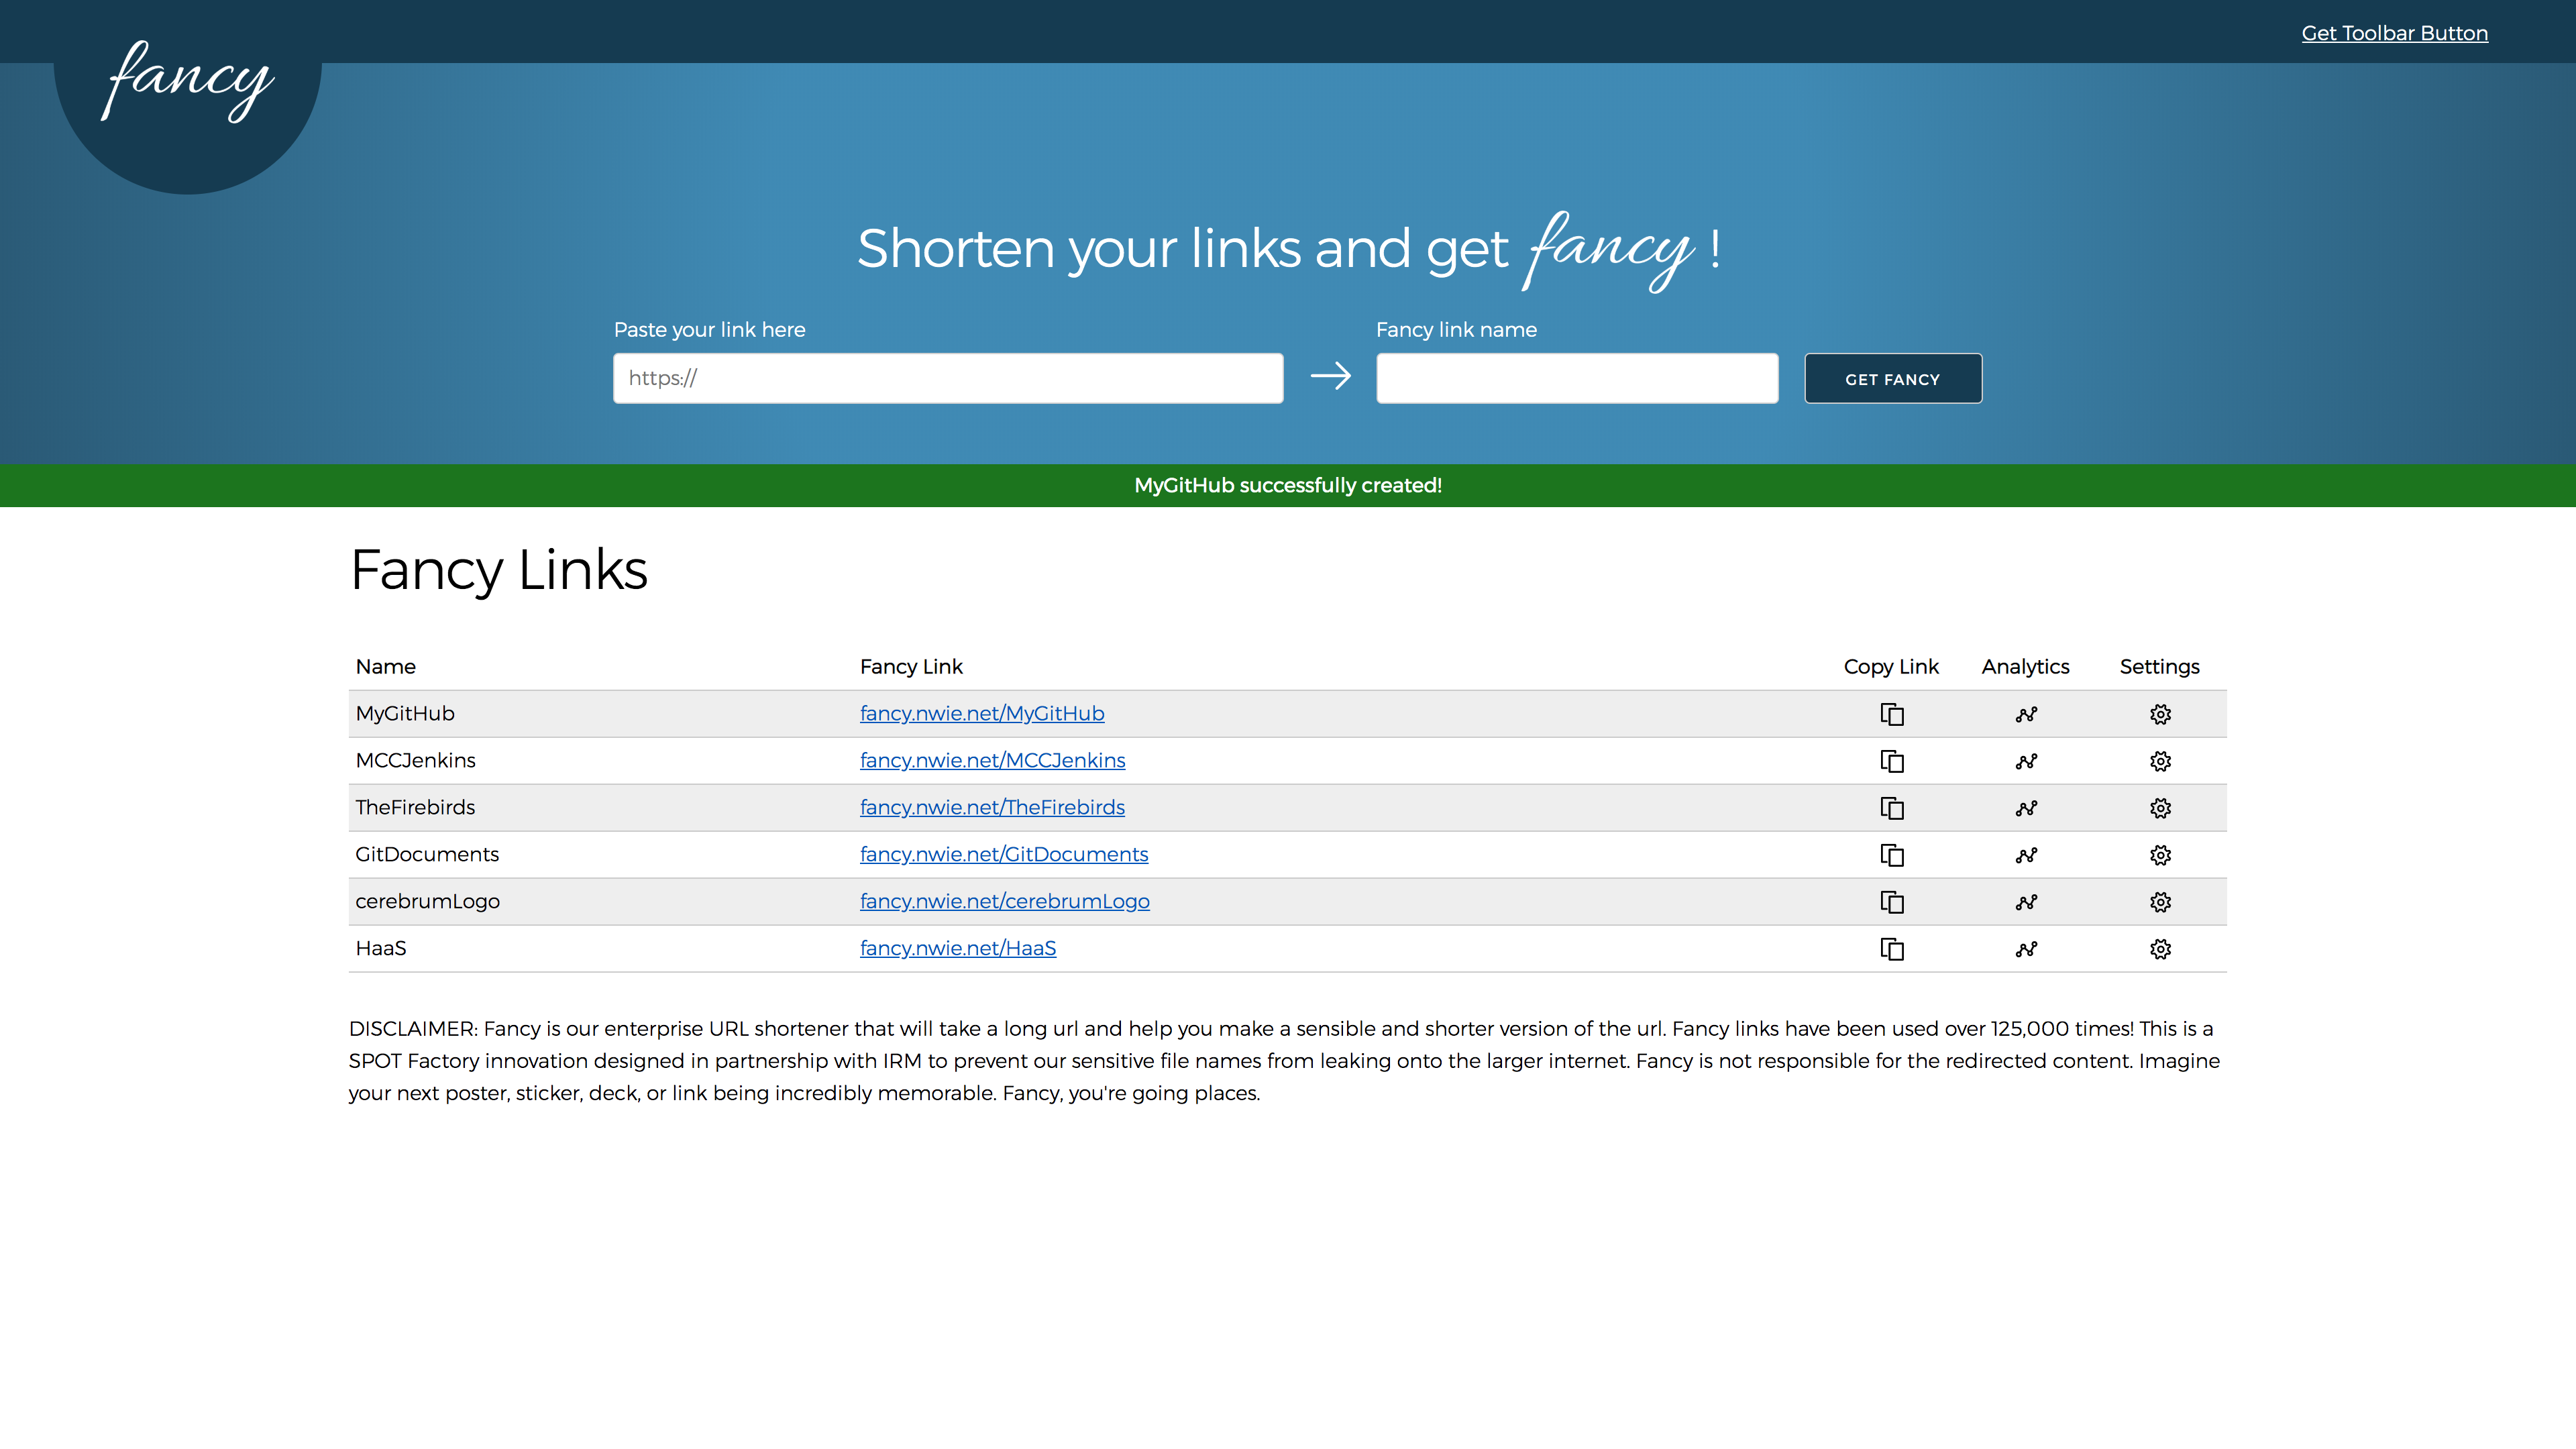 Get Toolbar Button
fancy
Shorten your links and get fancy !
Paste your link here
Fancy link name
https://
GET FANCY
MyGitHub successfully created!
Fancy Links
Name Fancy Link Copy Link Analytics Settings
MyGitHub fancy.nwie.net/MyGitHub
MCCJenkins fancy.nwie.net/MCCJenkins
TheFirebirds fancy.nwie.net/TheFirebirds
GitDocuments fancy.nwie.net/GitDocuments
cerebrumLogo fancy.nwie.net/cerebrumLogo
HaaS fancy.nwie.net/HaaS
DISCLAIMER: Fancy is our enterprise URL shortener that will take a long url and help you make a sensible and shorter version of the url. Fancy links have been used over 125,000 times! This is a
SPOT Factory innovation designed in partnership with IRM to prevent our sensitive file names from leaking onto the larger internet. Fancy is not responsible for the redirected content. Imagine
your next poster, sticker, deck, or link being incredibly memorable. Fancy, you're going places.